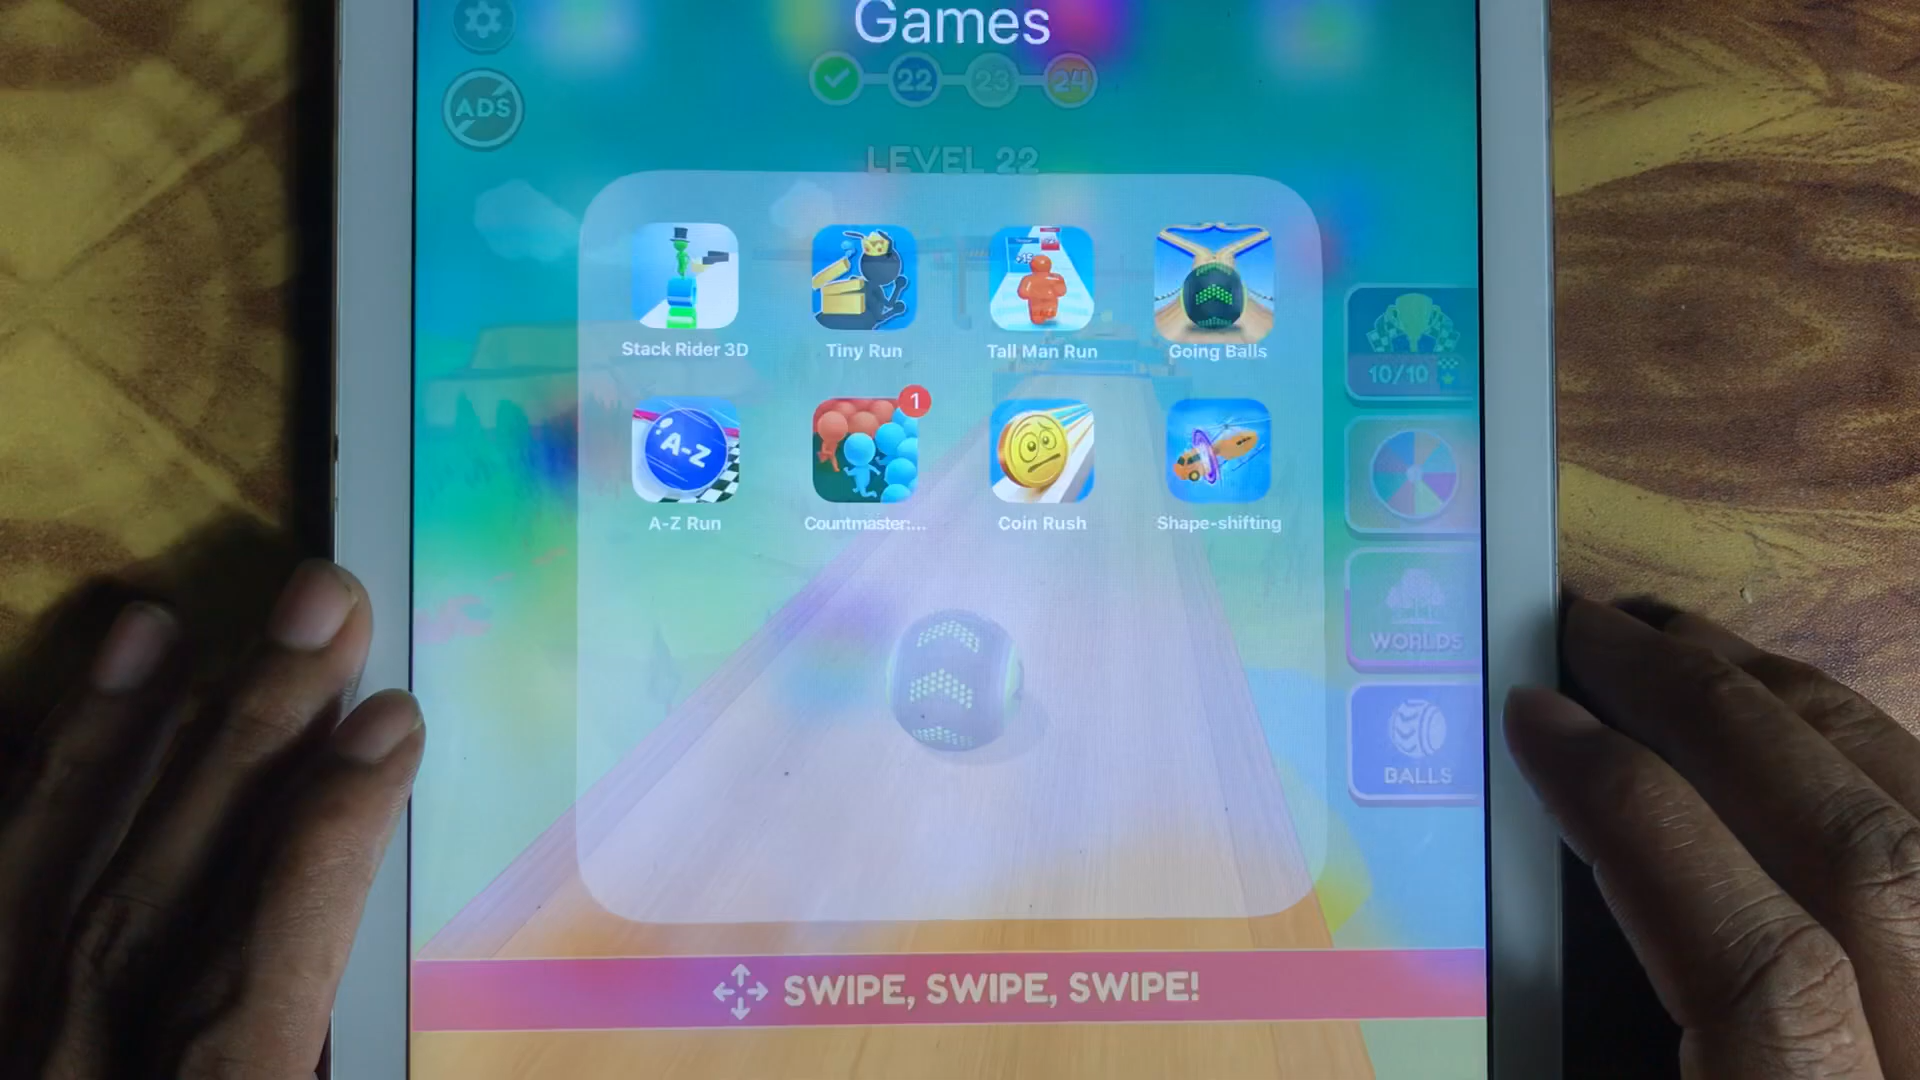 Games
22 23 24
ADS
LEVEL 22
Stack Rider 3D
Tiny Run
Tall Man Run
Going Balls
10/10
A-Z
1
A-Z Run
Countmaster:...
Coin Rush
Shape-shifting
WORLDS
BALLS
SWIPE, SWIPE, SWIPE!